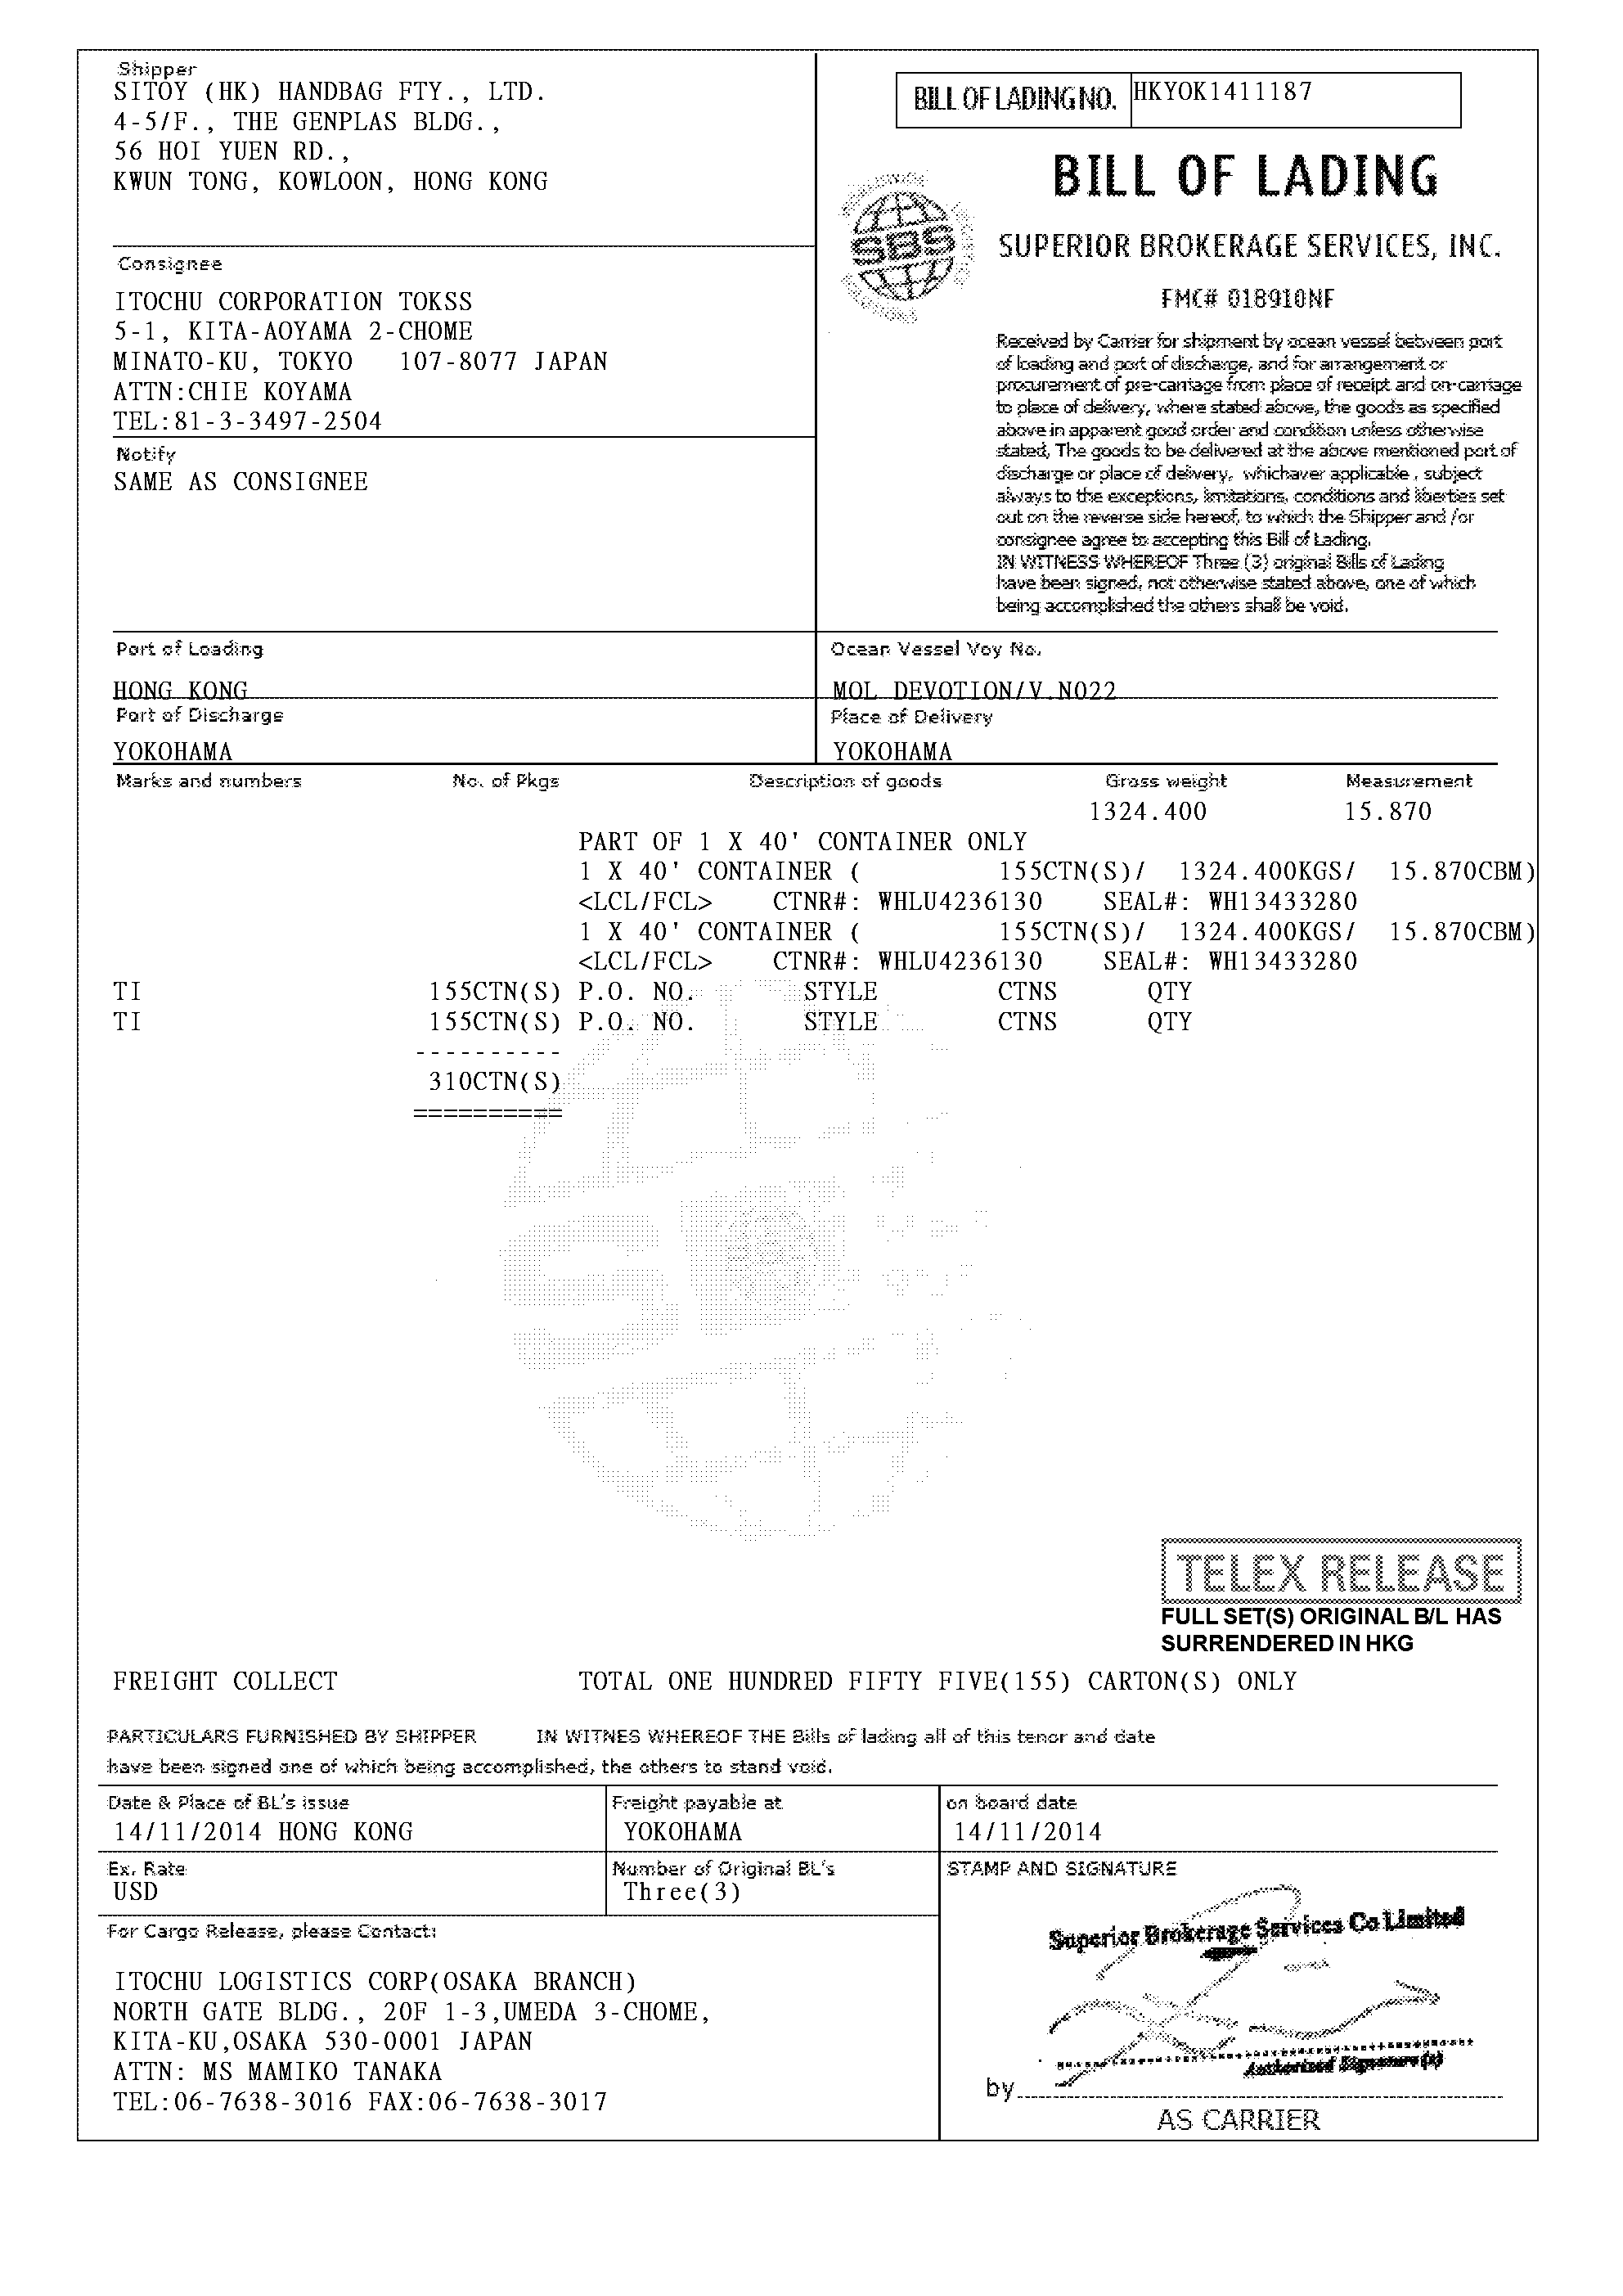 Shipper
SITOY (HK) HANDBAG FTY., LTD.
4-5/F., THE GENPLAS BLDG.,
56 HOI YUEN RD.,
KWUN TONG, KOWLOON, HONG KONG
BILL OF LADING NO. HKYOK1411187
BILL OF LADING
SBS
SUPERIOR BROKERAGE SERVICES, INC.
FMC# 018910NF
Consignee
ITOCHU CORPORATION TOKSS
5-1, KITA-AOYAMA 2-CHOME
MINATO-KU, TOKYO 107-8077 JAPAN
ATTN:CHIE KOYAMA
TEL:81-3-3497-2504
Notify
SAME AS CONSIGNEE
Received by Carrier for shipment by ocean vessel between port
of loading and port of discharge, and for arrangement or
procurement of pre-carriage from place of receipt and on-carriage
to place of delivery, where stated above, the goods as specified
above in apparent good order and condition unless otherwise
stated, The goods to be delivered at the above mentioned port of
discharge or place of delivery, whichaver applicable , subject
always to the exceptions, limitations, conditions and liberties set
out on the reverse side hereof, to which the Shipper and /or
consignee agree to accepting this Bill of Lading.
IN WITNESS WHEREOF Three (3) original Bills of Lading
have been signed, not otherwise stated above, one of which
being accomplished the others shall be void.
Port of Loading
HONG KONG
Ocean Vessel Voy No.
MOL DEVOTION/V.N022
Port of Discharge
YOKOHAMA
Place of Delivery
YOKOHAMA
Marks and numbers No. of Pkgs Description of goods Gross weight Measurement
1324.400 15.870
PART OF 1 X 40' CONTAINER ONLY
1 X 40' CONTAINER ( 155CTN(S)/ 1324.400KGS/ 15.870CBM)
<LCL/FCL> CTNR#: WHLU4236130 SEAL#: WH13433280
1 X 40' CONTAINER ( 155CTN(S)/ 1324.400KGS/ 15.870CBM)
<LCL/FCL> CTNR#: WHLU4236130 SEAL#: WH13433280
TI 155CTN(S) P.O. NO. STYLE CTNS QTY
TI 155CTN(S) P.O. NO. STYLE CTNS QTY
----------
310CTN(S)
==========
TELEX RELEASE
FULL SET(S) ORIGINAL B/L HAS
SURRENDERED IN HKG
FREIGHT COLLECT TOTAL ONE HUNDRED FIFTY FIVE(155) CARTON(S) ONLY
PARTICULARS FURNISHED BY SHIPPER IN WITNES WHEREOF THE Bills of lading all of this tenor and date
have been signed one of which being accomplished, the others to stand void.
Date & Place of BL's issue
14/11/2014 HONG KONG
Freight payable at
YOKOHAMA
on board date
14/11/2014
Ex. Rate
USD
Number of Original BL's
Three(3)
STAMP AND SIGNATURE
For Cargo Release, please Contact:
ITOCHU LOGISTICS CORP(OSAKA BRANCH)
NORTH GATE BLDG., 20F 1-3,UMEDA 3-CHOME,
KITA-KU,OSAKA 530-0001 JAPAN
ATTN: MS MAMIKO TANAKA
TEL:06-7638-3016 FAX:06-7638-3017
Superior Brokerage Services Co Limited
Authorized Signature(s)
by
AS CARRIER